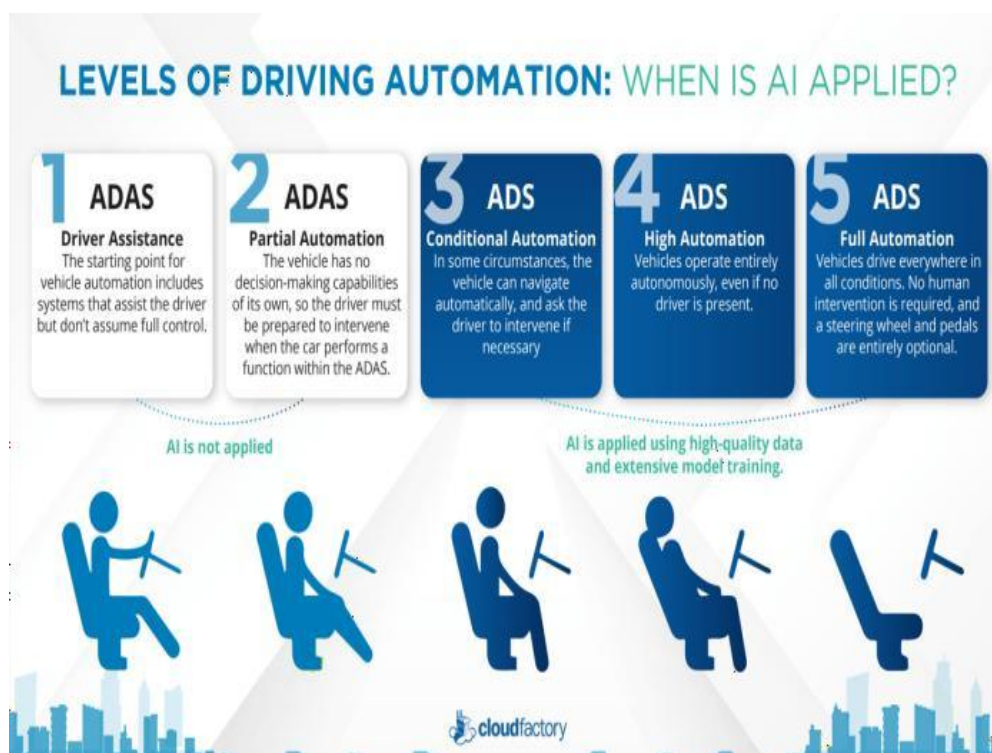 LEVELS OF DRIVING AUTOMATION: WHEN IS AI APPLIED?
1
ADAS
Driver Assistance
The starting point for
vehicle automation includes
systems that assist the driver
but don't assume full control.
2
ADAS
Partial Automation
The vehicle has no
decision-making capabilities
of its own, so the driver must
be prepared to intervene
when the car performs a
function within the ADAS.
3
ADS
Conditional Automation
In some circumstances, the
vehicle can navigate
automatically, and ask the
driver to intervene if
necessary
4
ADS
High Automation
Vehicles operate entirely
autonomously, even if no
driver is present.
5
ADS
Full Automation
Vehicles drive everywhere in
all conditions. No human
intervention is required, and
a steering wheel and pedals
are entirely optional.
AI is not applied
AI is applied using high-quality data
and extensive model training.
cloudfactory